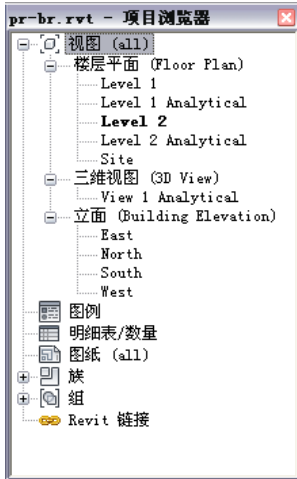 pr-br.rvt - 项目浏览器
视图 (all)
楼层平面 (Floor Plan)
Level 1
Level 1 Analytical
Level 2
Level 2 Analytical
Site
三维视图 (3D View)
View 1 Analytical
立面 (Building Elevation)
East
North
South
West
图例
明细表/数量
图纸 (all)
族
组
Revit 链接